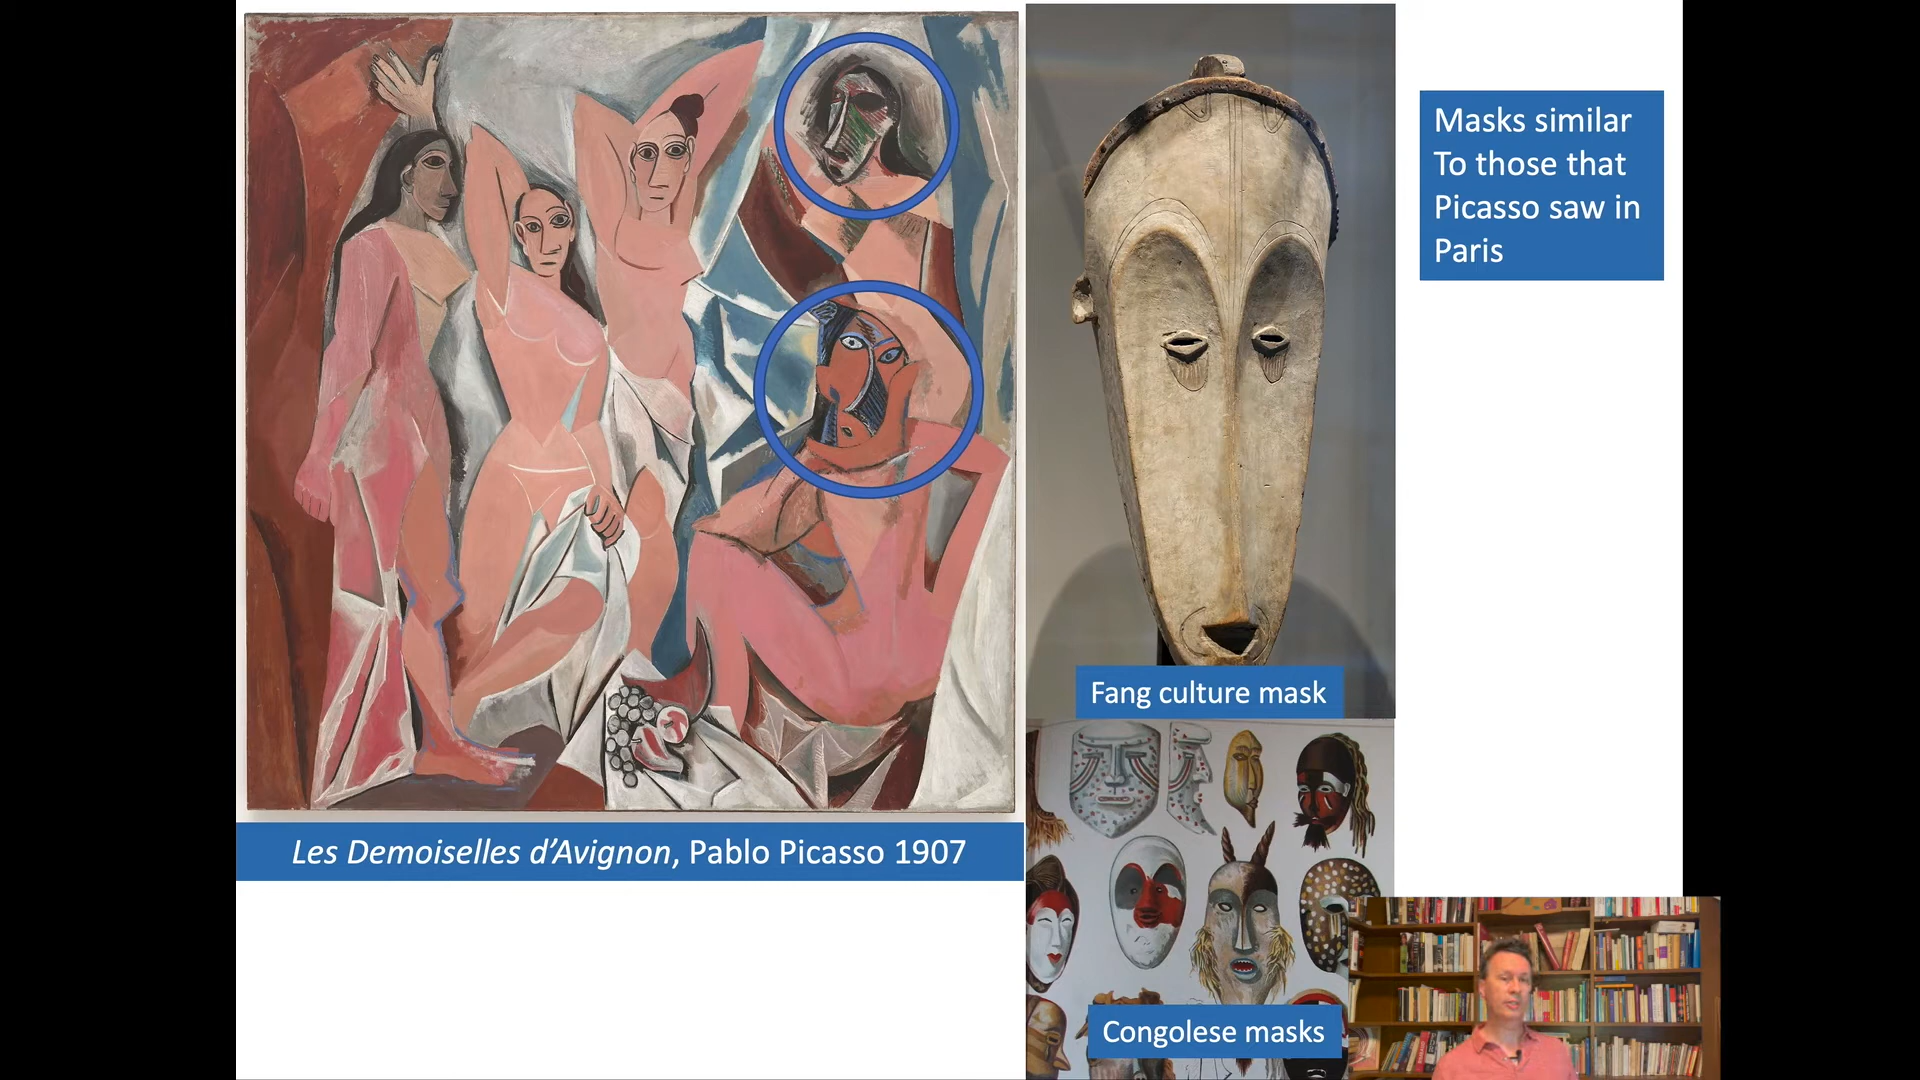 Masks similar
To those that
Picasso saw in
Paris
Fang culture mask
Les Demoiselles d’Avignon, Pablo Picasso 1907
Congolese masks